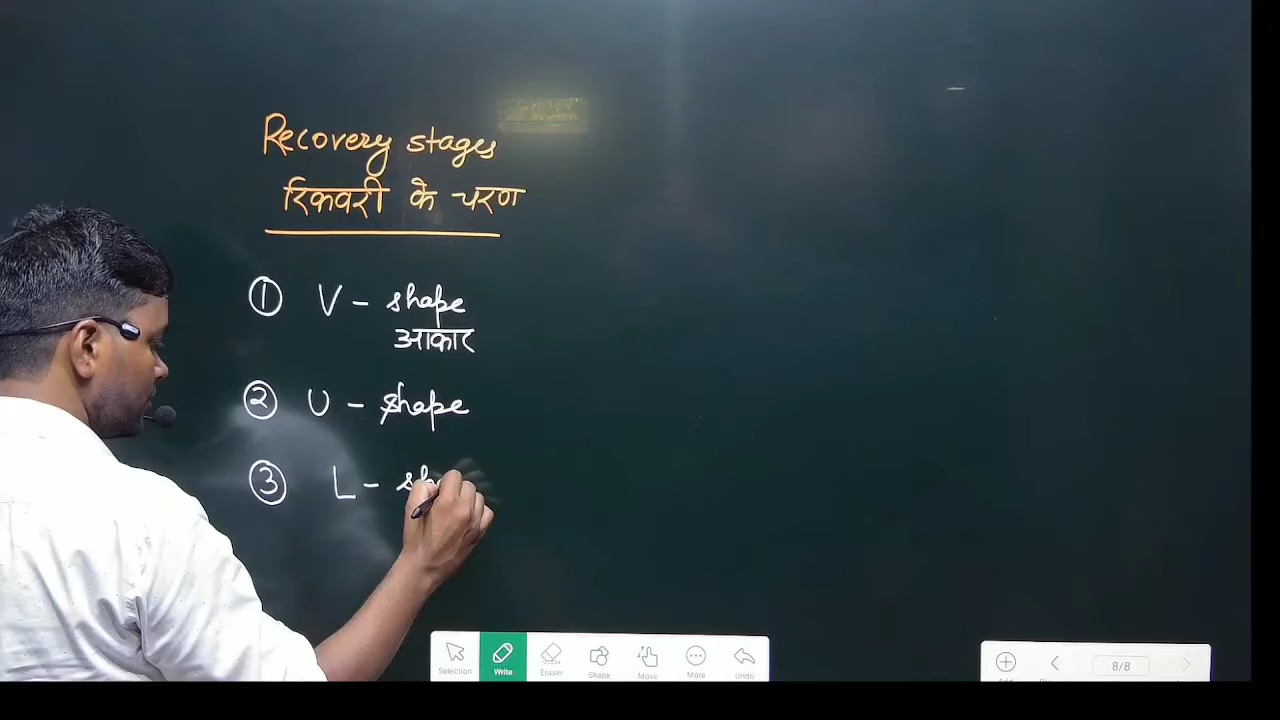 Recovery stages
रिकवरी के चरण
① V - shape
आकार
② U - shape
③ L - sh
Selection Write Eraser Shape Move More Undo
8/8